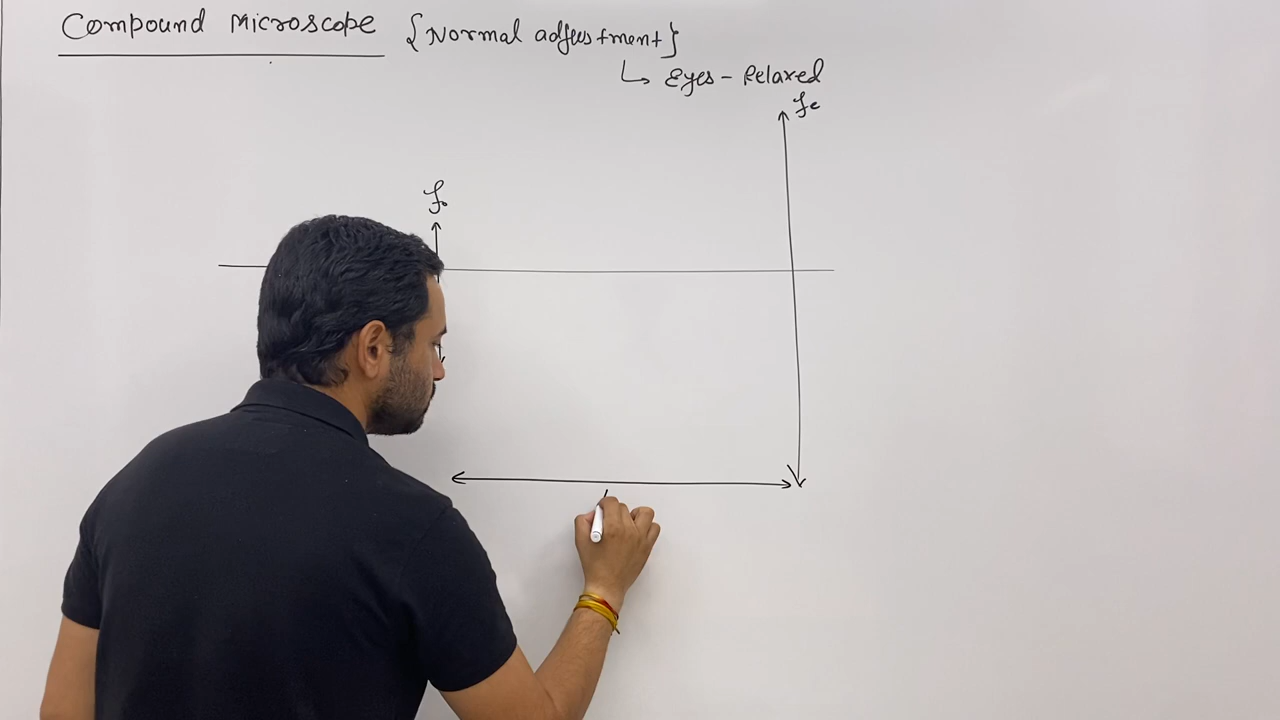 Compound Microscope {Normal adjustment}
↳ Eyes - Relaxed
fe
fo